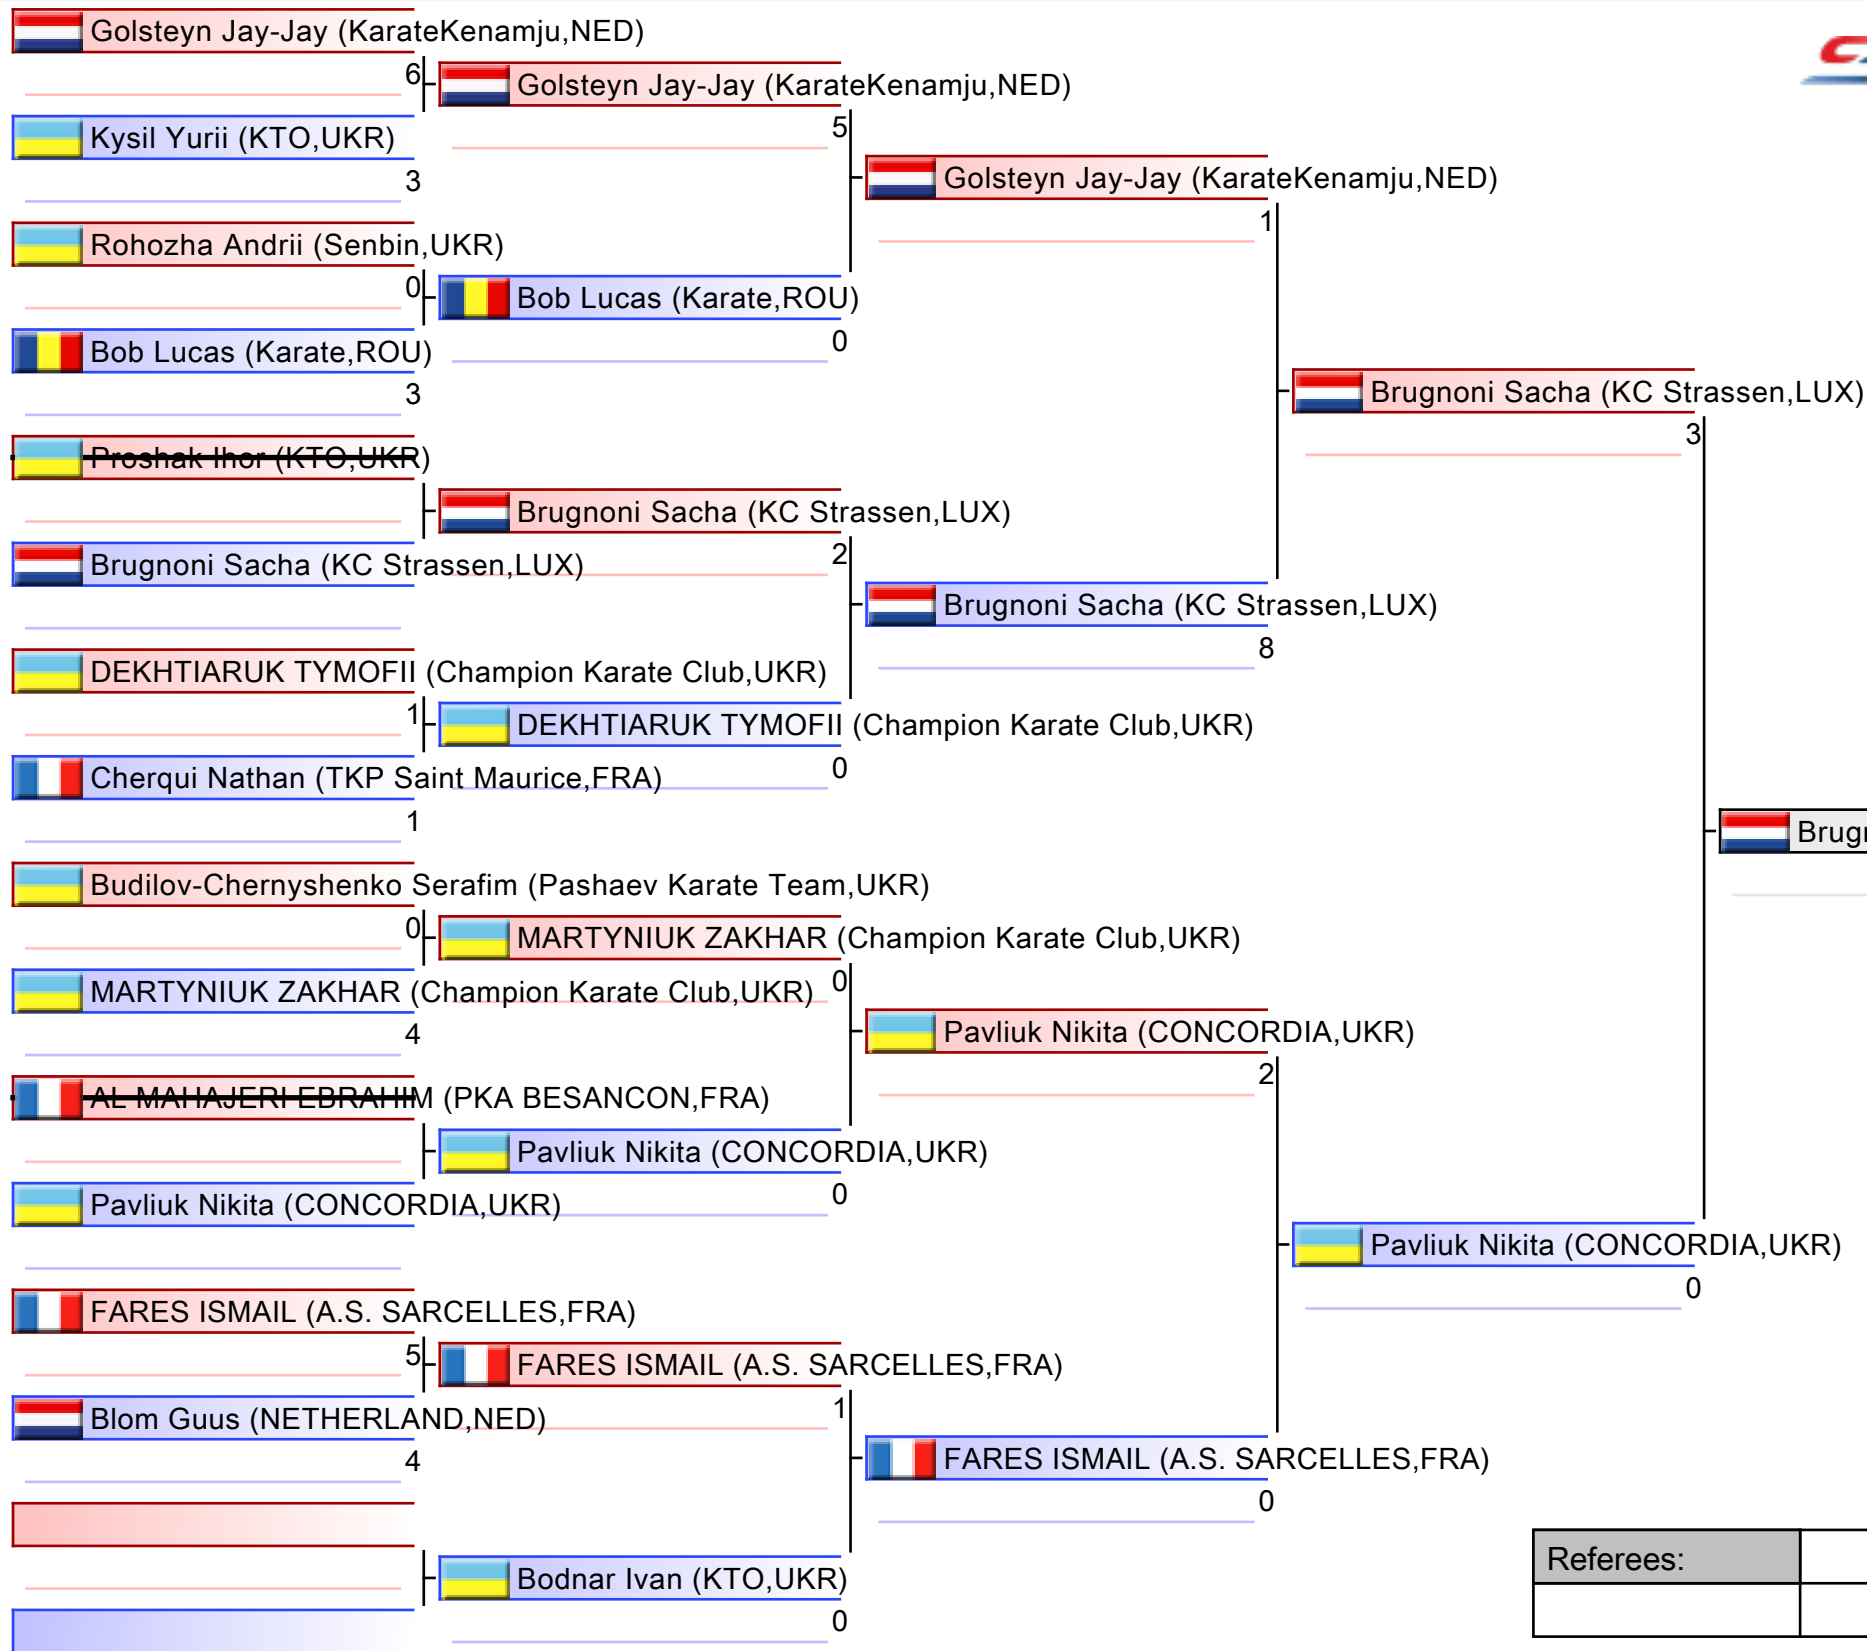 Golsteyn Jay-Jay (KarateKenamju,NED)
6
Golsteyn Jay-Jay (KarateKenamju,NED)
Kysil Yurii (KTO,UKR)
5
3
Golsteyn Jay-Jay (KarateKenamju,NED)
1
Rohozha Andrii (Senbin,UKR)
0
Bob Lucas (Karate,ROU)
0
Bob Lucas (Karate,ROU)
3
Brugnoni Sacha (KC Strassen,LUX)
3
Proshak Ihor (KTO,UKR)
Brugnoni Sacha (KC Strassen,LUX)
2
Brugnoni Sacha (KC Strassen,LUX)
Brugnoni Sacha (KC Strassen,LUX)
8
DEKHTIARUK TYMOFII (Champion Karate Club,UKR)
1
DEKHTIARUK TYMOFII (Champion Karate Club,UKR)
0
Cherqui Nathan (TKP Saint Maurice,FRA)
1
Budilov-Chernyshenko Serafim (Pashaev Karate Team,UKR)
0
MARTYNIUK ZAKHAR (Champion Karate Club,UKR)
0
MARTYNIUK ZAKHAR (Champion Karate Club,UKR)
4
Pavliuk Nikita (CONCORDIA,UKR)
2
AL MAHAJERI EBRAHIM (PKA BESANCON,FRA)
Pavliuk Nikita (CONCORDIA,UKR)
0
Pavliuk Nikita (CONCORDIA,UKR)
Pavliuk Nikita (CONCORDIA,UKR)
0
FARES ISMAIL (A.S. SARCELLES,FRA)
5
FARES ISMAIL (A.S. SARCELLES,FRA)
1
Blom Guus (NETHERLAND,NED)
4
FARES ISMAIL (A.S. SARCELLES,FRA)
0
Bodnar Ivan (KTO,UKR)
0
Referees: